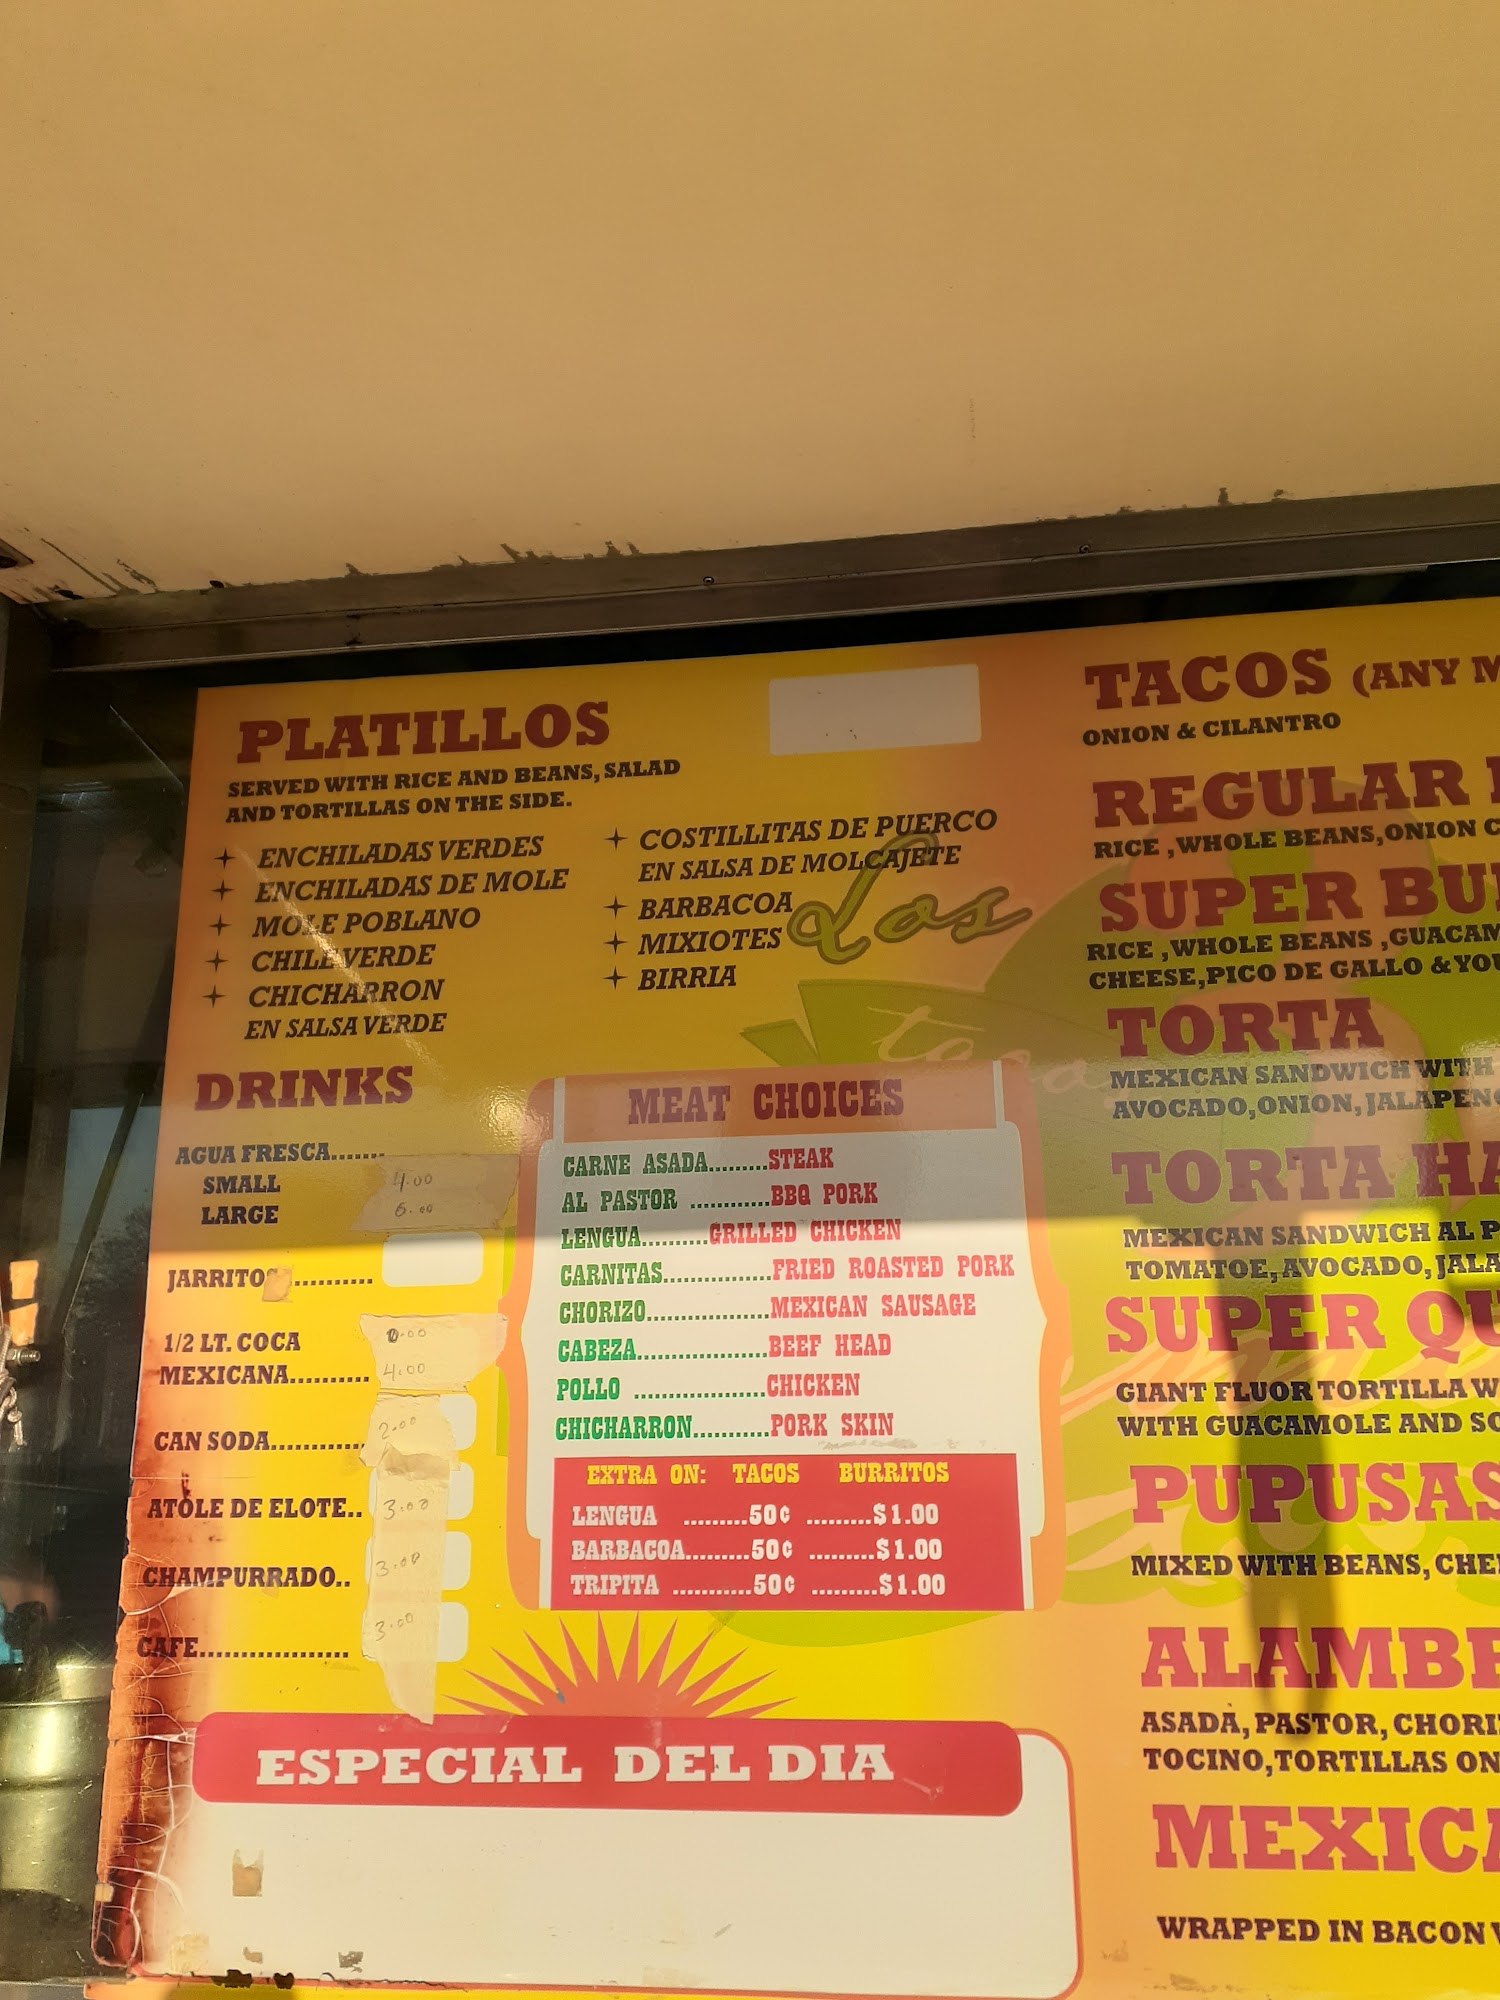 PLATILLOS
SERVED WITH RICE AND BEANS, SALAD
AND TORTILLAS ON THE SIDE.
ENCHILADAS VERDES
ENCHILADAS DE MOLE
MOLE POBLANO
CHILE VERDE
CHICHARRON
EN SALSA VERDE
COSTILLITAS DE PUERCO
EN SALSA DE MOLCAJETE
BARBACOA
MIXIOTES
BIRRIA
Los
tacos
DRINKS
AGUA FRESCA.......
SMALL 4.00
LARGE 6.00
JARRITO ..........
1/2 LT. COCA
MEXICANA.......... 4.00
CAN SODA............ 2.00
ATOLE DE ELOTE.. 3.00
CHAMPURRADO.. 3.00
CAFE.................. 3.00
MEAT CHOICES
CARNE ASADA.........STEAK
AL PASTOR ...........BBQ PORK
LENGUA.........GRILLED CHICKEN
CARNITAS...............FRIED ROASTED PORK
CHORIZO.................MEXICAN SAUSAGE
CABEZA..................BEEF HEAD
POLLO ..................CHICKEN
CHICHARRON...........PORK SKIN
EXTRA ON: TACOS BURRITOS
LENGUA .........50¢ .........$1.00
BARBACOA.........50¢ .........$1.00
TRIPITA ...........50¢ .........$1.00
ESPECIAL DEL DIA
TACOS (ANY M
ONION & CILANTRO
REGULAR
RICE ,WHOLE BEANS,ONION C
SUPER BU
RICE ,WHOLE BEANS ,GUACAM
CHEESE,PICO DE GALLO & YOU
TORTA
MEXICAN SANDWICH WITH
AVOCADO,ONION, JALAPENO
TORTA HA
MEXICAN SANDWICH AL P
TOMATOE, AVOCADO, JALA
SUPER QU
GIANT FLUOR TORTILLA W
WITH GUACAMOLE AND SO
PUPUSAS
MIXED WITH BEANS, CHE
ALAMBR
ASADA, PASTOR, CHORI
TOCINO,TORTILLAS ON
MEXICA
WRAPPED IN BACON